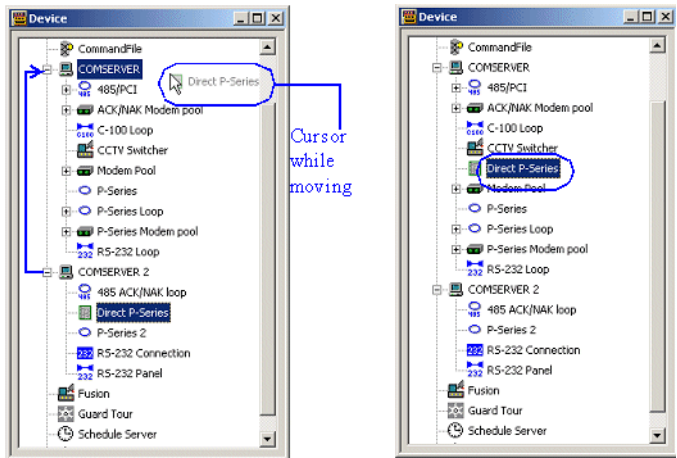 Device
CommandFile
COMSERVER
Direct P-Series
485/PCI
ACK/NAK Modem pool
C-100 Loop
CCTV Switcher
Modem Pool
P-Series
P-Series Loop
P-Series Modem pool
RS-232 Loop
COMSERVER 2
485 ACK/NAK loop
Direct P-Series
P-Series 2
RS-232 Connection
RS-232 Panel
Fusion
Guard Tour
Schedule Server
Cursor
while
moving
Device
CommandFile
COMSERVER
485/PCI
ACK/NAK Modem pool
C-100 Loop
CCTV Switcher
Direct P-Series
Modem Pool
P-Series
P-Series Loop
P-Series Modem pool
RS-232 Loop
COMSERVER 2
485 ACK/NAK loop
P-Series 2
RS-232 Connection
RS-232 Panel
Fusion
Guard Tour
Schedule Server